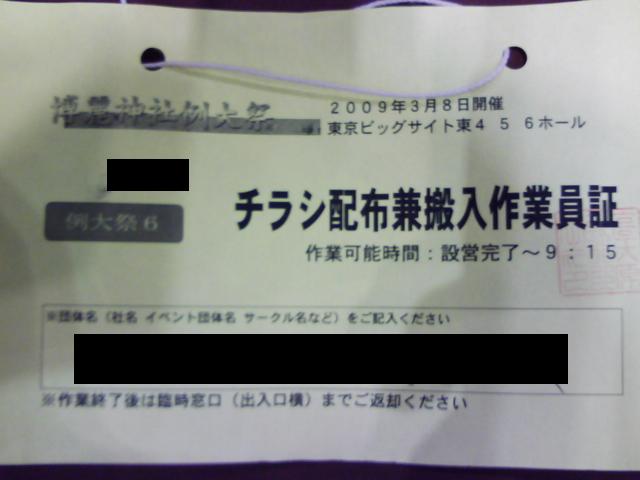 博麗神社例大祭
2009年3月8日開催
東京ビッグサイト東4 5 6ホール
例大祭6
チラシ配布兼搬入作業員証
作業可能時間：設営完了〜9：15
※団体名（社名 イベント団体名 サークル名など）をご記入ください
※作業終了後は臨時窓口（出入口横）までご返却ください